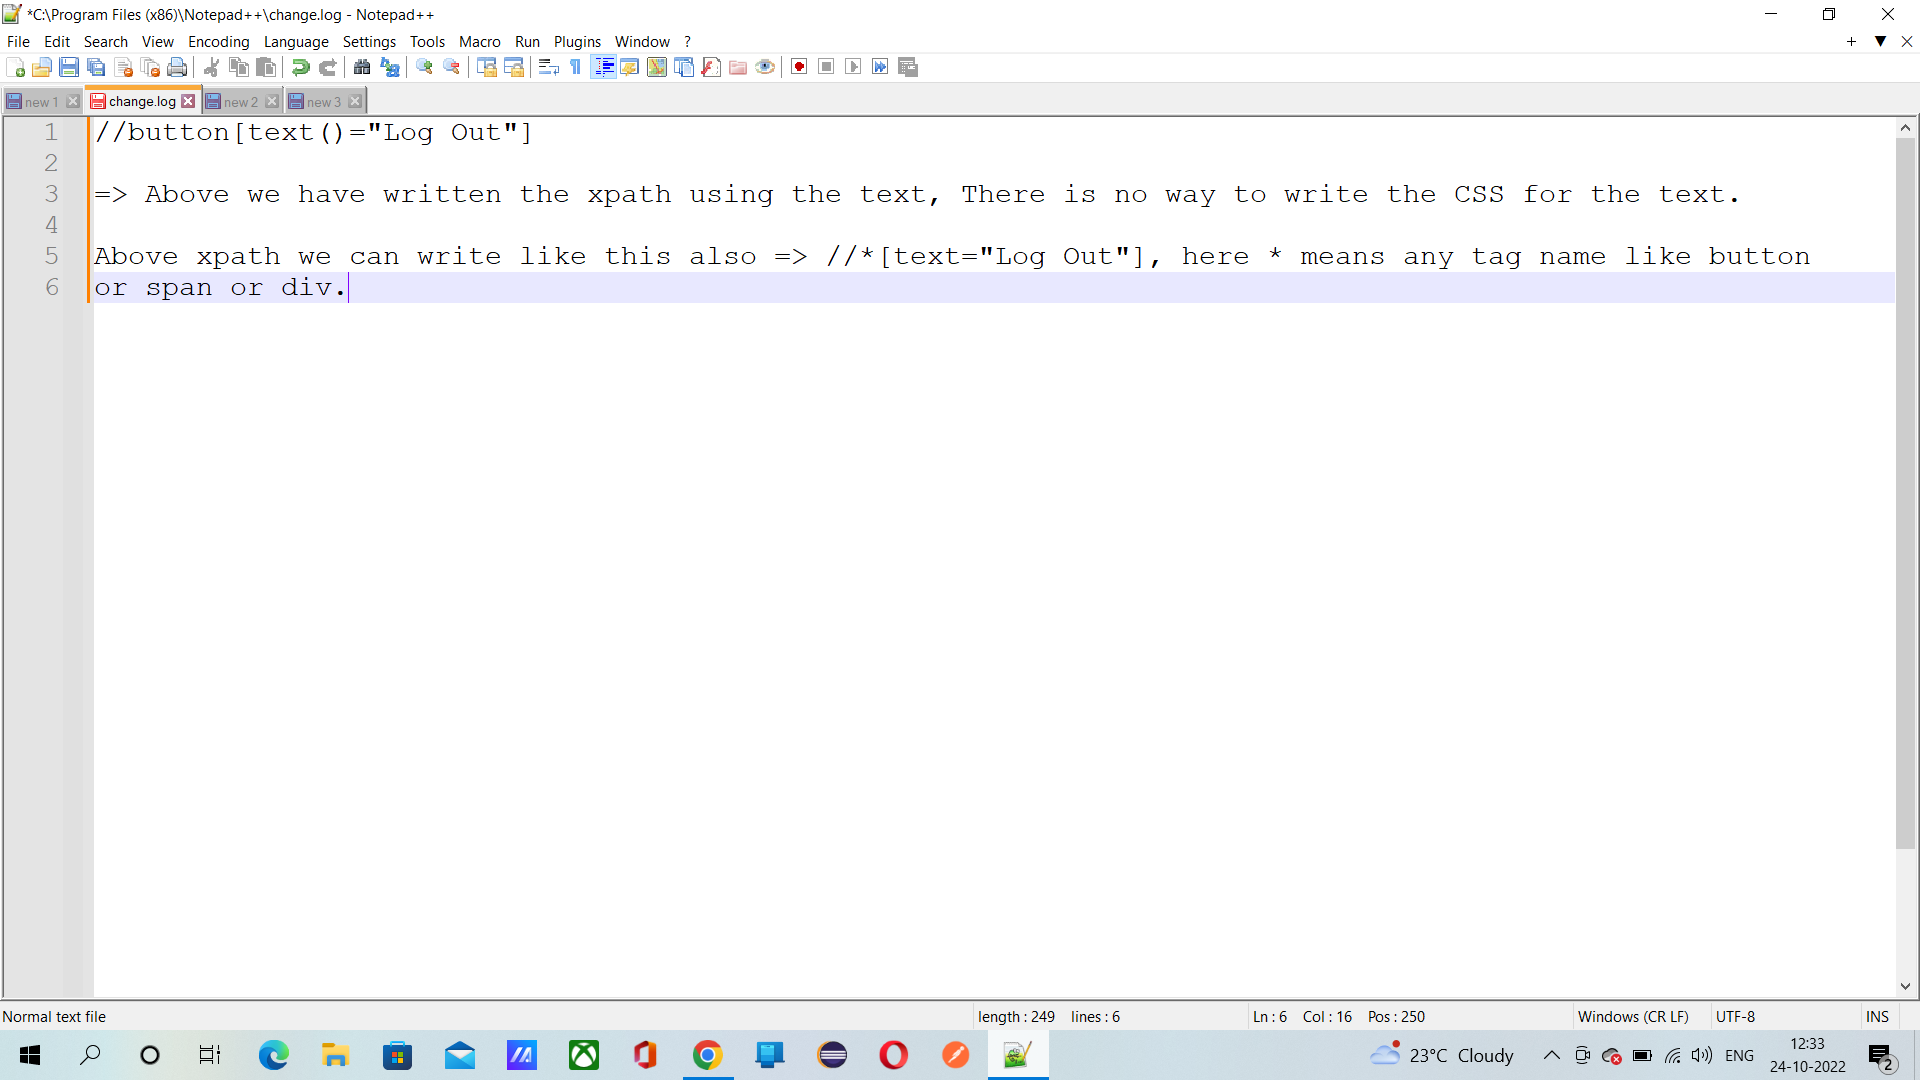 *C:\Program Files (x86)\Notepad++\change.log - Notepad++
File Edit Search View Encoding Language Settings Tools Macro Run Plugins Window ?
new 1 change.log new 2 new 3
1 //button[text()="Log Out"]
2
3 => Above we have written the xpath using the text, There is no way to write the CSS for the text.
4
5 Above xpath we can write like this also => //*[text="Log Out"], here * means any tag name like button
6 or span or div.
Normal text file length : 249 lines : 6 Ln : 6 Col : 16 Pos : 250 Windows (CR LF) UTF-8 INS
23°C Cloudy ENG 12:33
24-10-2022 2